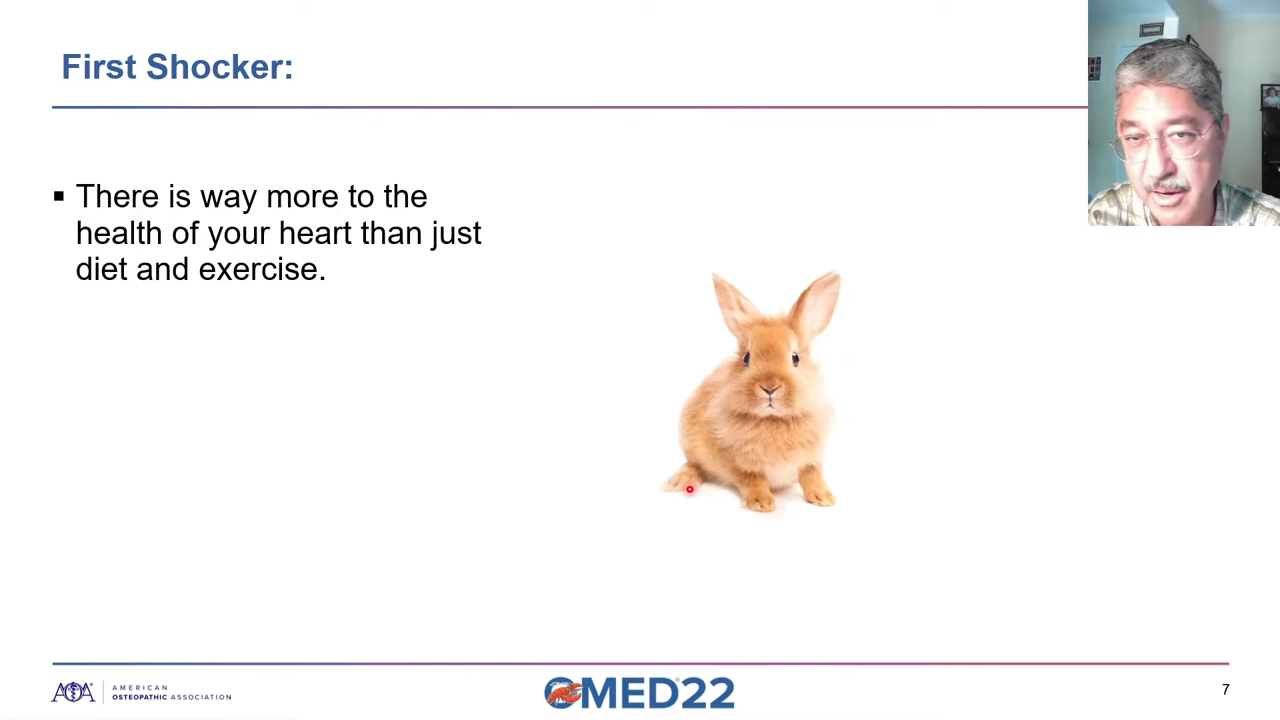 First Shocker:
▪ There is way more to the
health of your heart than just
diet and exercise.
AOA
AMERICAN
OSTEOPATHIC ASSOCIATION
OMED22
7